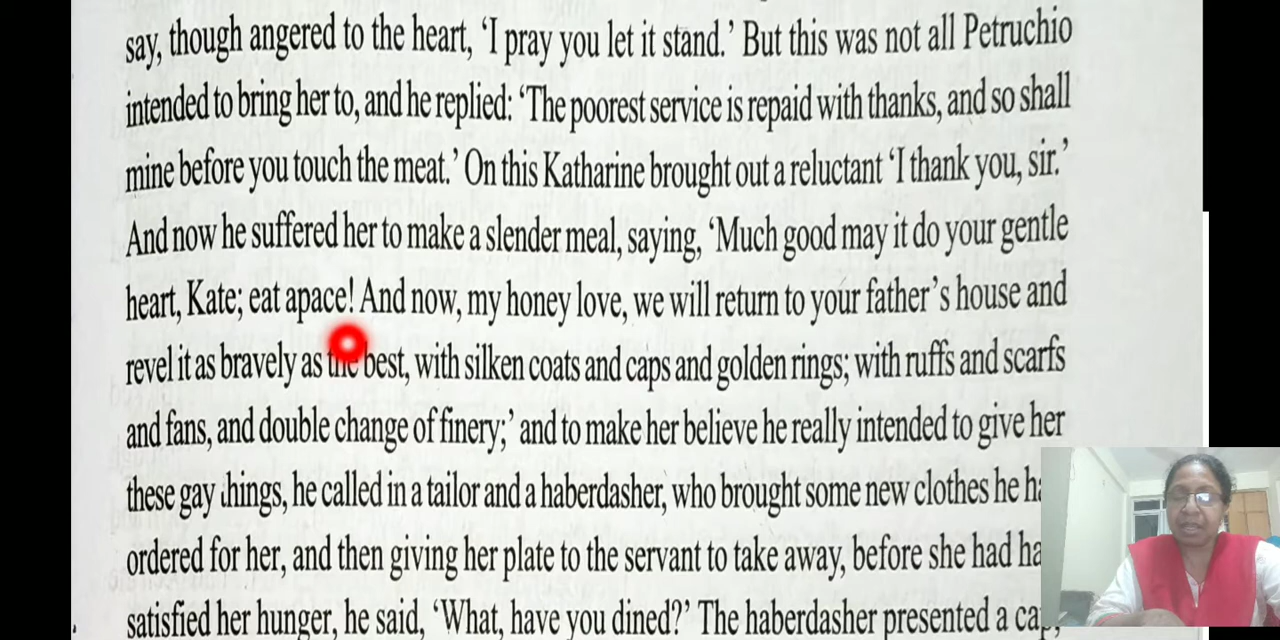 say, though angered to the heart, ‘I pray you let it stand.’ But this was not all Petruchio
intended to bring her to, and he replied: ‘The poorest service is repaid with thanks, and so shall
mine before you touch the meat.’ On this Katharine brought out a reluctant ‘I thank you, sir.’
And now he suffered her to make a slender meal, saying, ‘Much good may it do your gentle
heart, Kate; eat apace! And now, my honey love, we will return to your father’s house and
revel it as bravely as the best, with silken coats and caps and golden rings; with ruffs and scarfs
and fans, and double change of finery;’ and to make her believe he really intended to give her
these gay things, he called in a tailor and a haberdasher, who brought some new clothes he
ordered for her, and then giving her plate to the servant to take away, before she had
satisfied her hunger, he said, ‘What, have you dined?’ The haberdasher presented a cap,